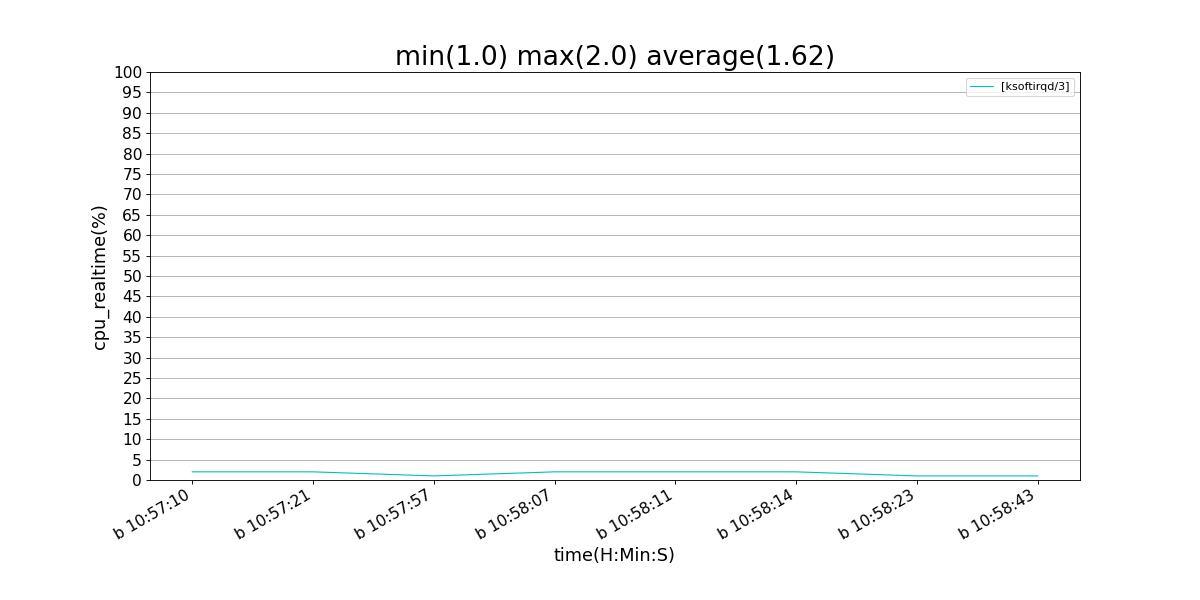 min(1.0) max(2.0) average(1.62)
[ksoftirqd/3]
cpu_realtime(%)
100
95
90
85
80
75
70
65
60
55
50
45
40
35
30
25
20
15
10
5
0
b 10:57:10
b 10:57:21
b 10:57:57
b 10:58:07
b 10:58:11
b 10:58:14
b 10:58:23
b 10:58:43
time(H:Min:S)